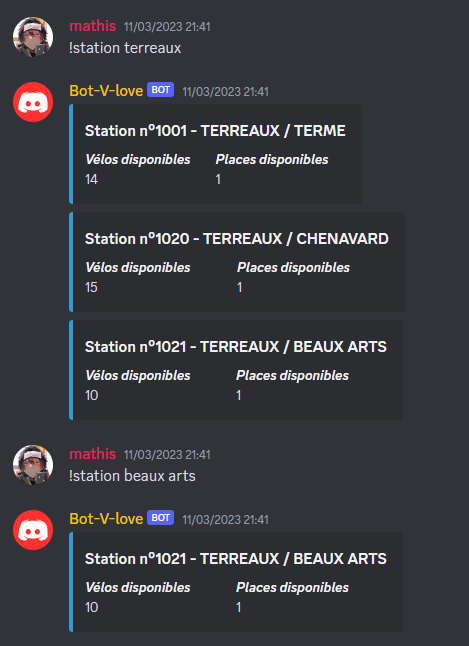 mathis 11/03/2023 21:41
!station terreaux
Bot-V-love BOT 11/03/2023 21:41
Station n°1001 - TERREAUX / TERME
Vélos disponibles Places disponibles
14 1
Station n°1020 - TERREAUX / CHENAVARD
Vélos disponibles Places disponibles
15 1
Station n°1021 - TERREAUX / BEAUX ARTS
Vélos disponibles Places disponibles
10 1
mathis 11/03/2023 21:41
!station beaux arts
Bot-V-love BOT 11/03/2023 21:41
Station n°1021 - TERREAUX / BEAUX ARTS
Vélos disponibles Places disponibles
10 1